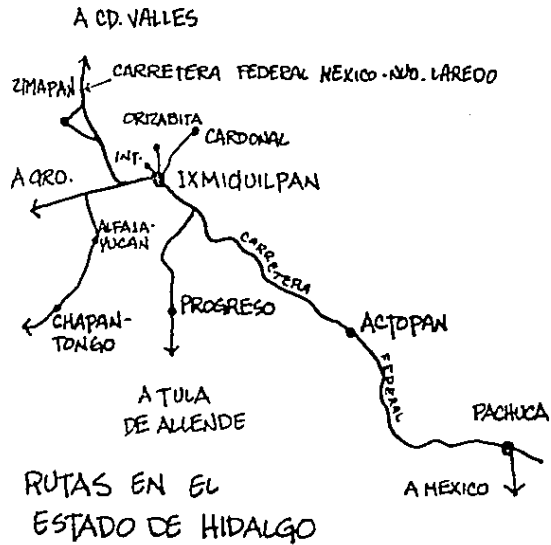 A CD. VALLES
ZIMAPAN
CARRETERA FEDERAL MEXICO-NUO. LAREDO
ORIZABITA
CARDONAL
INT.
A QRO.
IXMIQUILPAN
ALFAJA-
YUCAN
CARRETERA
CHAPAN-
TONGO
PROGRESO
ACTOPAN
FEDERAL
A TULA
DE ALLENDE
PACHUCA
A MEXICO
RUTAS EN EL
ESTADO DE HIDALGO